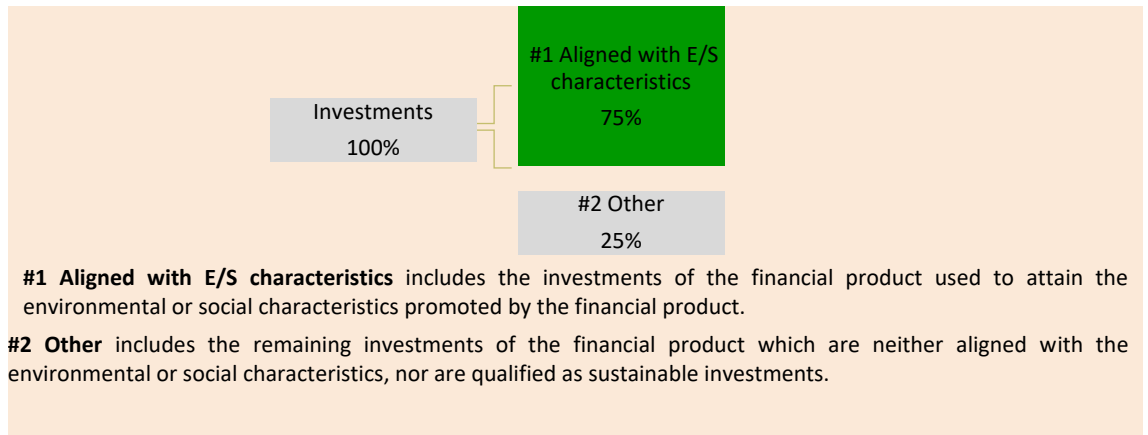 #1 Aligned with E/S
characteristics
75%
Investments
100%
#2 Other
25%
#1 Aligned with E/S characteristics includes the investments of the financial product used to attain the
environmental or social characteristics promoted by the financial product.
#2 Other includes the remaining investments of the financial product which are neither aligned with the
environmental or social characteristics, nor are qualified as sustainable investments.